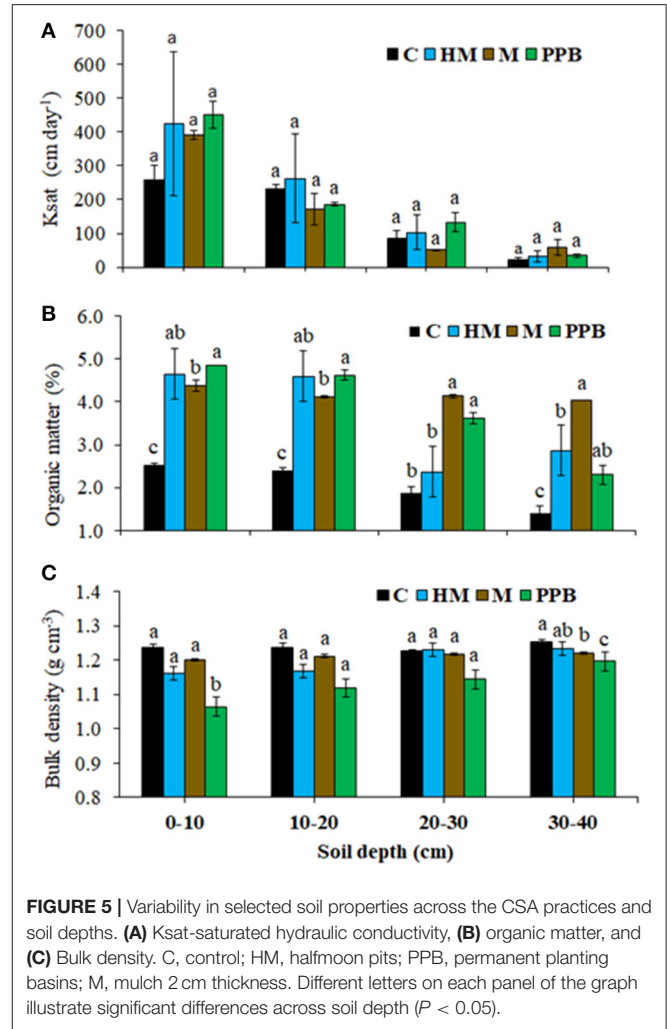 A
700
600
500
400
300
200
100
0
Ksat (cm day-1)
C HM M PPB
a a a a
a a a a
a a a a
a a a a
B
6.0
5.0
4.0
3.0
2.0
1.0
Organic matter (%)
C HM M PPB
c ab b a
c ab b a
b b a a
c b a ab
C
1.4
1.3
1.2
1.1
1.0
0.9
0.8
Bulk density (g cm-3)
C HM M PPB
a a a b
a a a a
a a a a
a ab b c
0-10 10-20 20-30 30-40
Soil depth (cm)
FIGURE 5 | Variability in selected soil properties across the CSA practices and
soil depths. (A) Ksat-saturated hydraulic conductivity, (B) organic matter, and
(C) Bulk density. C, control; HM, halfmoon pits; PPB, permanent planting
basins; M, mulch 2 cm thickness. Different letters on each panel of the graph
illustrate significant differences across soil depth (P < 0.05).